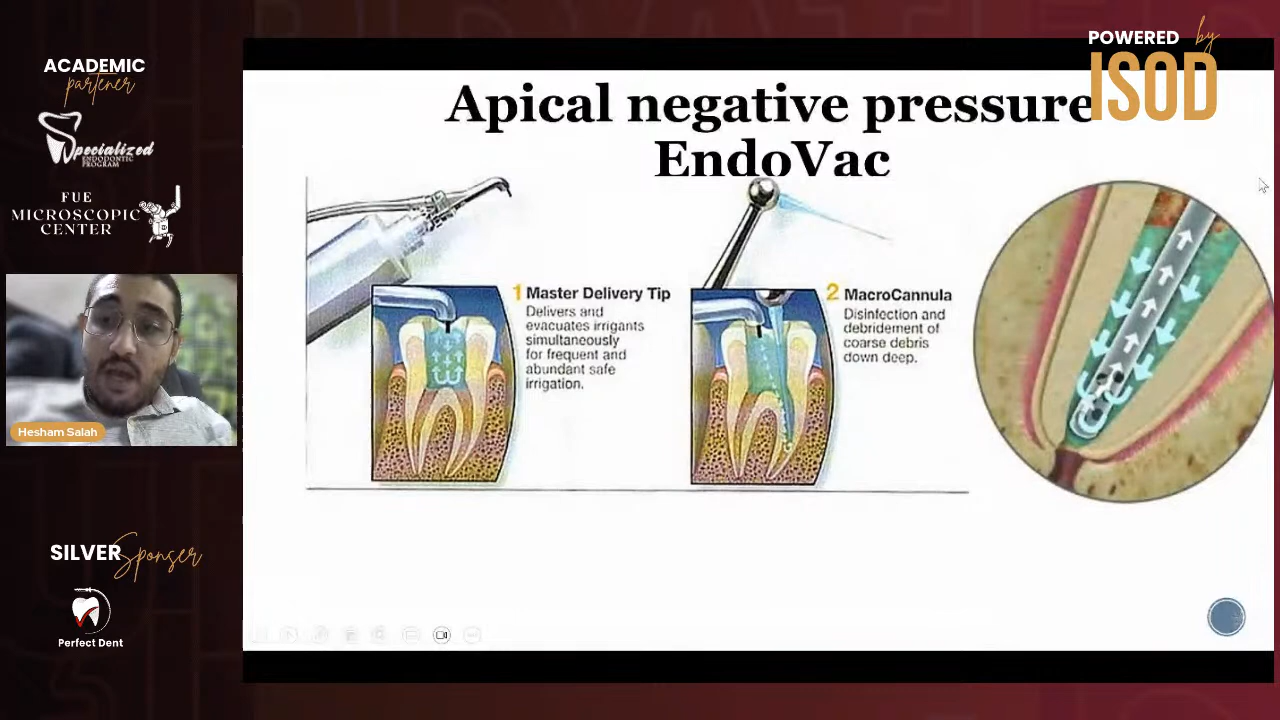 ACADEMIC
partener
Specialized
ENDODONTIC
PROGRAM
FUE
MICROSCOPIC
CENTER
Hesham Salah
SILVER Sponser
Perfect Dent
POWERED by
ISOD
Apical negative pressure
EndoVac
1 Master Delivery Tip
Delivers and
evacuates irrigants
simultaneously
for frequent and
abundant safe
irrigation.
2 MacroCannula
Disinfection and
debridement of
coarse debris
down deep.